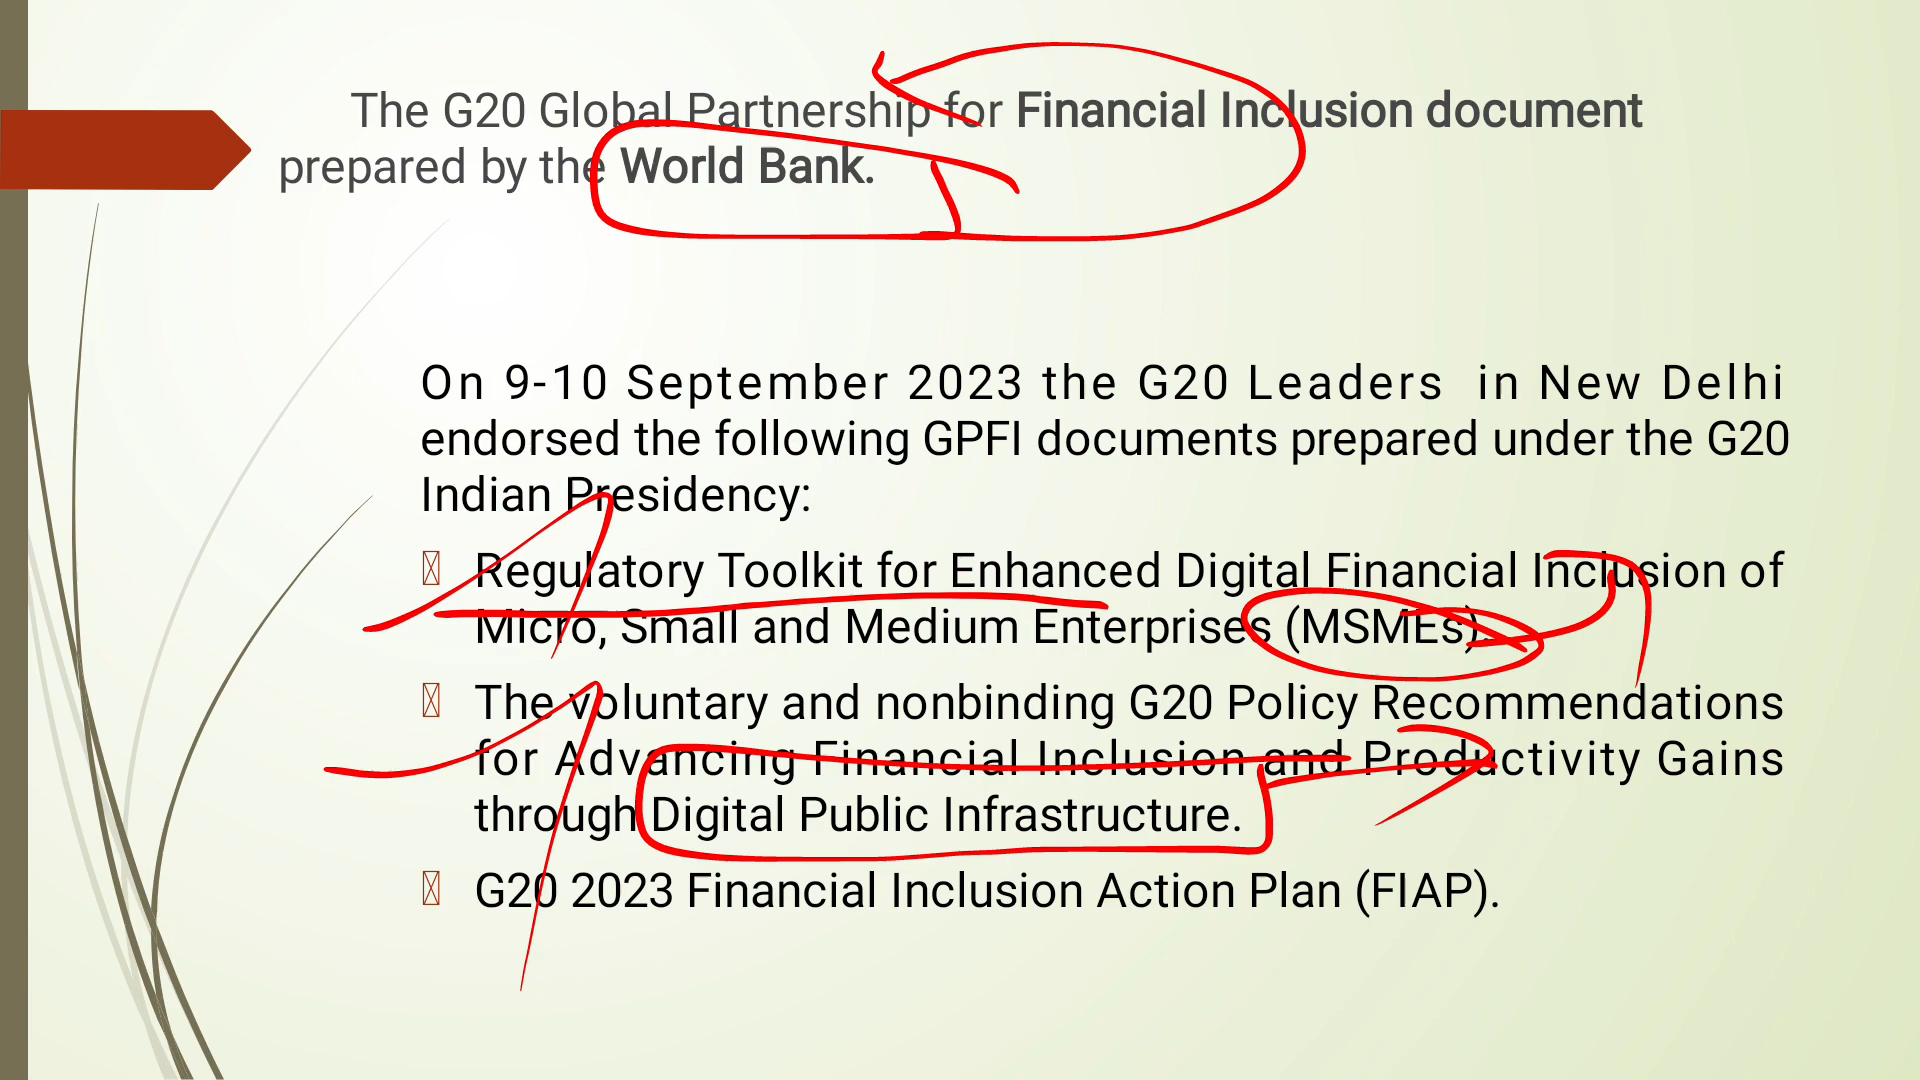 The G20 Global Partnership for Financial Inclusion document
prepared by the World Bank.
On 9-10 September 2023 the G20 Leaders in New Delhi
endorsed the following GPFI documents prepared under the G20
Indian Presidency:
Regulatory Toolkit for Enhanced Digital Financial Inclusion of
Micro, Small and Medium Enterprises (MSMEs).
The voluntary and nonbinding G20 Policy Recommendations
for Advancing Financial Inclusion and Productivity Gains
through Digital Public Infrastructure.
G20 2023 Financial Inclusion Action Plan (FIAP).